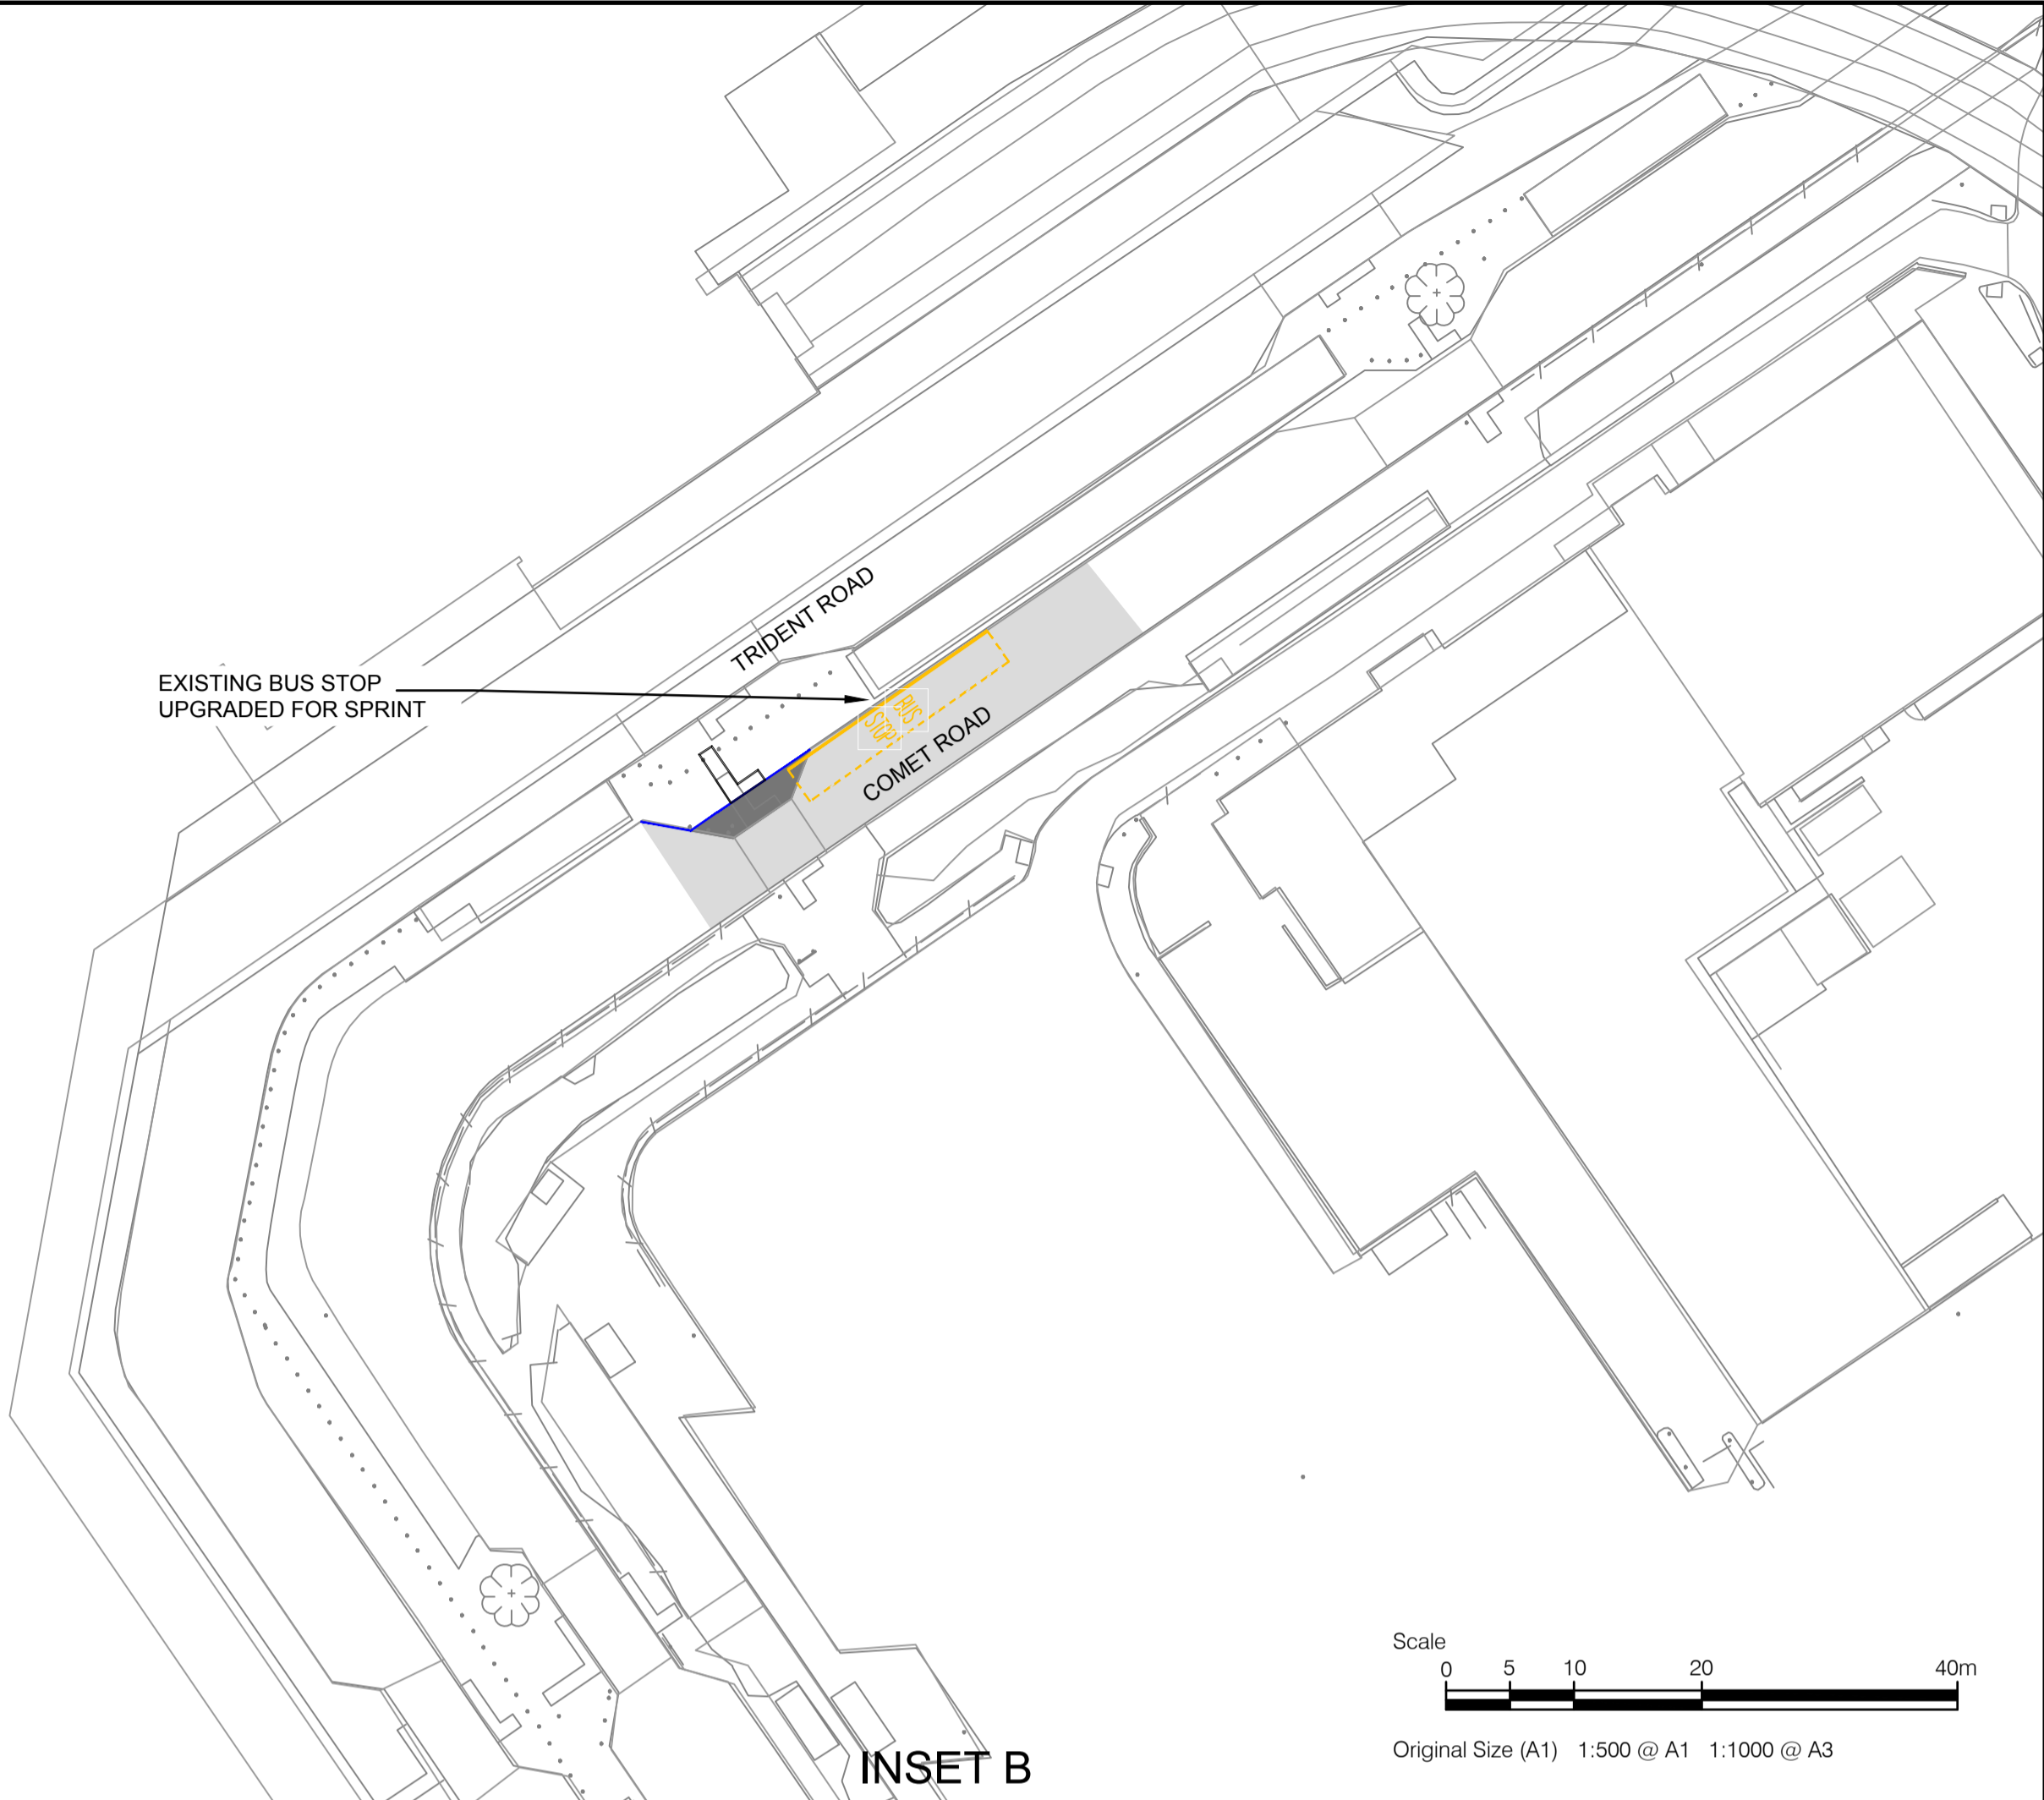 TRIDENT ROAD
EXISTING BUS STOP
UPGRADED FOR SPRINT
BUS
STOP
COMET ROAD
Scale
0 5 10 20 40m
Original Size (A1) 1:500 @ A1 1:1000 @ A3
INSET B